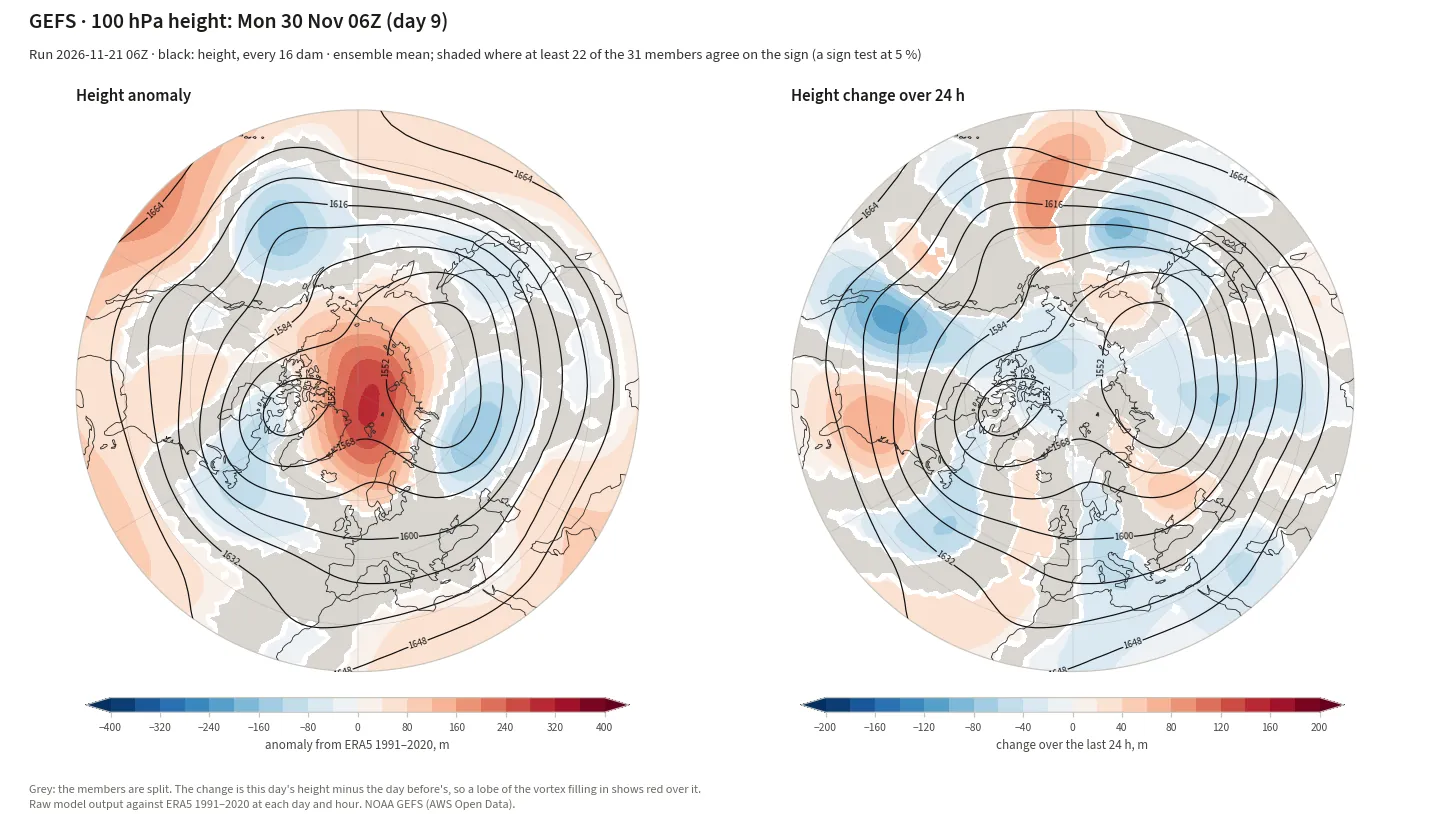 GEFS · 100 hPa height: Mon 30 Nov 06Z (day 9)
Run 2026-11-21 06Z · black: height, every 16 dam · ensemble mean; shaded where at least 22 of the 31 members agree on the sign (a sign test at 5 %)
Height anomaly
Height change over 24 h
1664
1664
1616
1584
1552
1552
1568
1600
1632
1648
1648
1664
1664
1616
1584
1552
1552
1568
1600
1632
1648
1648
−400 −320 −240 −160 −80 0 80 160 240 320 400
anomaly from ERA5 1991–2020, m
−200 −160 −120 −80 −40 0 40 80 120 160 200
change over the last 24 h, m
Grey: the members are split. The change is this day's height minus the day before's, so a lobe of the vortex filling in shows red over it.
Raw model output against ERA5 1991–2020 at each day and hour. NOAA GEFS (AWS Open Data).